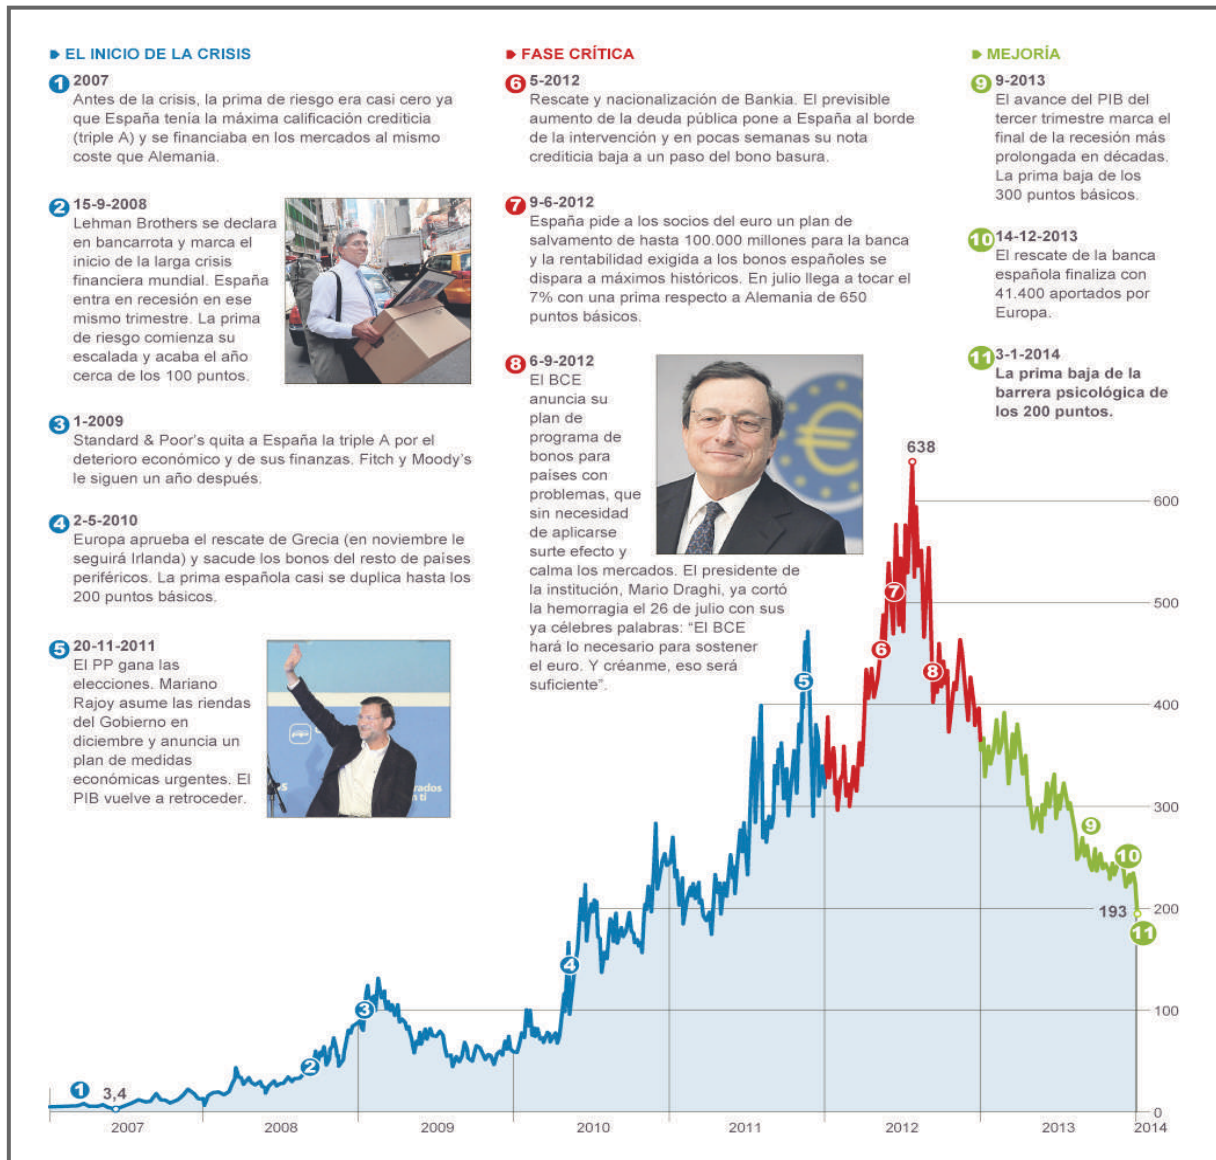 EL INICIO DE LA CRISIS
1 2007
Antes de la crisis, la prima de riesgo era casi cero ya
que España tenía la máxima calificación crediticia
(triple A) y se financiaba en los mercados al mismo
coste que Alemania.
2 15-9-2008
Lehman Brothers se declara
en bancarrota y marca el
inicio de la larga crisis
financiera mundial. España
entra en recesión en ese
mismo trimestre. La prima
de riesgo comienza su
escalada y acaba el año
cerca de los 100 puntos.
3 1-2009
Standard & Poor's quita a España la triple A por el
deterioro económico y de sus finanzas. Fitch y Moody's
le siguen un año después.
4 2-5-2010
Europa aprueba el rescate de Grecia (en noviembre le
seguirá Irlanda) y sacude los bonos del resto de países
periféricos. La prima española casi se duplica hasta los
200 puntos básicos.
5 20-11-2011
El PP gana las
elecciones. Mariano
Rajoy asume las riendas
del Gobierno en
diciembre y anuncia un
plan de medidas
económicas urgentes. El
PIB vuelve a retroceder.
FASE CRÍTICA
6 5-2012
Rescate y nacionalización de Bankia. El previsible
aumento de la deuda pública pone a España al borde
de la intervención y en pocas semanas su nota
crediticia baja a un paso del bono basura.
7 9-6-2012
España pide a los socios del euro un plan de
salvamento de hasta 100.000 millones para la banca
y la rentabilidad exigida a los bonos españoles se
dispara a máximos históricos. En julio llega a tocar el
7% con una prima respecto a Alemania de 650
puntos básicos.
8 6-9-2012
El BCE
anuncia su
plan de
programa de
bonos para
países con
problemas, que
sin necesidad
de aplicarse
surte efecto y
calma los mercados. El presidente de
la institución, Mario Draghi, ya cortó
la hemorragia el 26 de julio con sus
ya célebres palabras: “El BCE
hará lo necesario para sostener
el euro. Y créanme, eso será
suficiente”.
MEJORÍA
9 9-2013
El avance del PIB del
tercer trimestre marca el
final de la recesión más
prolongada en décadas.
La prima baja de los
300 puntos básicos.
10 14-12-2013
El rescate de la banca
española finaliza con
41.400 aportados por
Europa.
11 3-1-2014
La prima baja de la
barrera psicológica de
los 200 puntos.
638
600
500
400
300
200
100
0
1
3,4
2
3
4
5
6
7
8
9
10
193
11
2007
2008
2009
2010
2011
2012
2013
2014